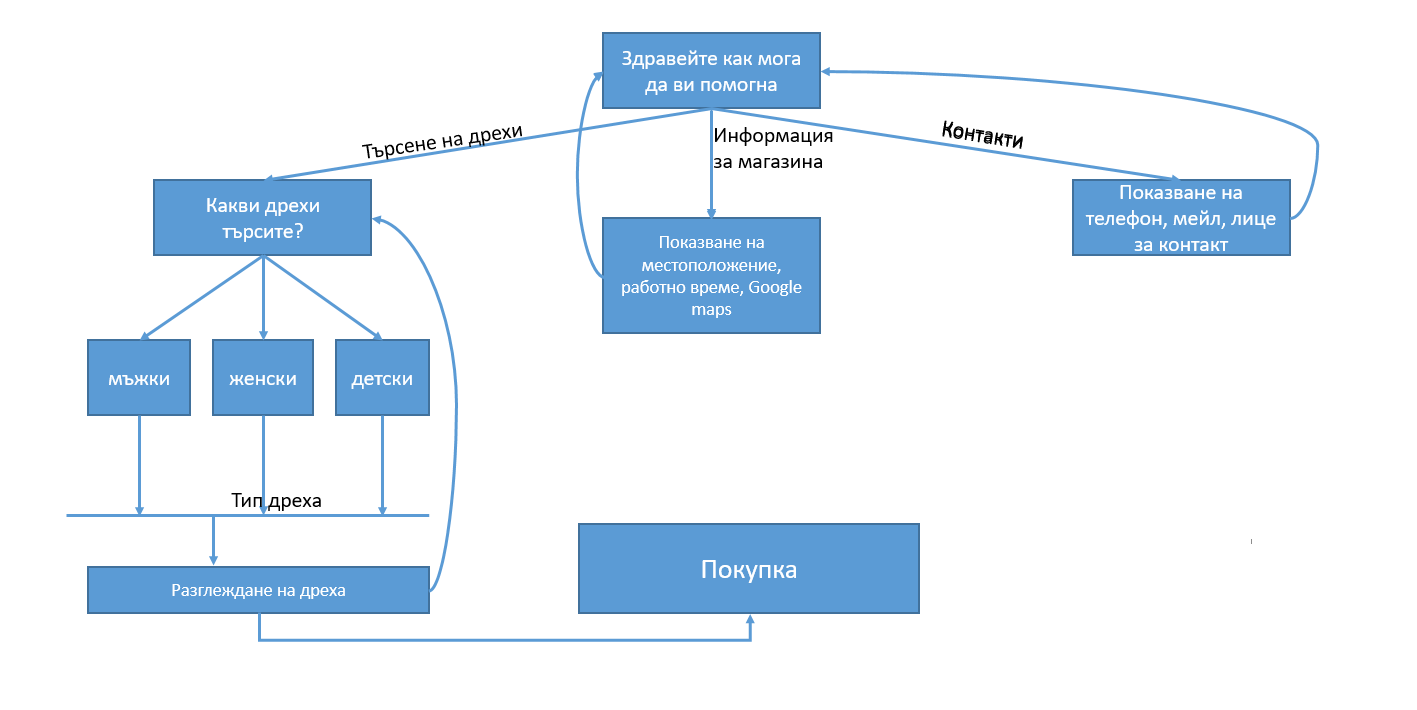 Здравейте как мога
да ви помогна
Търсене на дрехи
Информация
за магазина
Контакти
Какви дрехи
търсите?
Показване на
местоположение,
работно време, Google
maps
Показване на
телефон, мейл, лице
за контакт
мъжки
женски
детски
Тип дреха
Разглеждане на дреха
Покупка